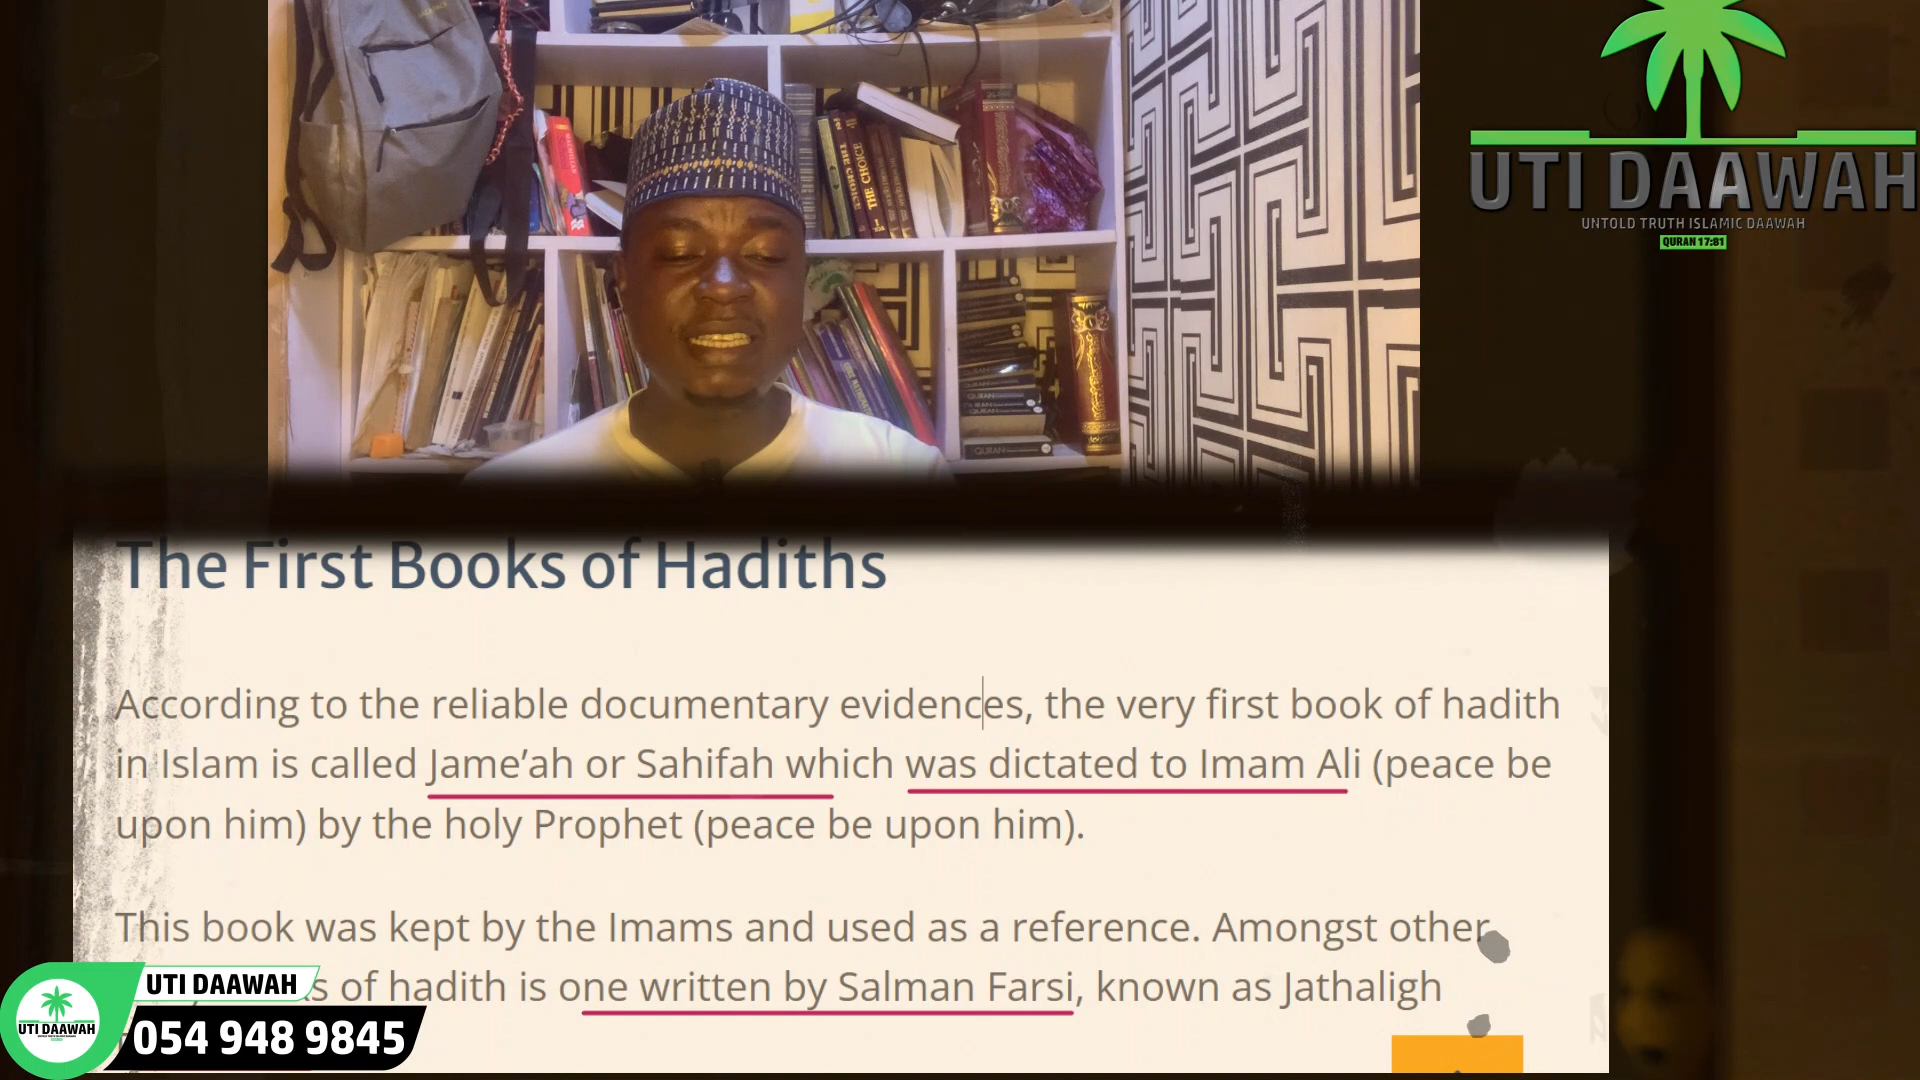 THE CHOICE
QURAN
QURAN
QURAN
UTI DAAWAH
UNTOLD TRUTH ISLAMIC DAAWAH
QURAN 17:81
The First Books of Hadiths
According to the reliable documentary evidences, the very first book of hadith
in Islam is called Jame’ah or Sahifah which was dictated to Imam Ali (peace be
upon him) by the holy Prophet (peace be upon him).
This book was kept by the Imams and used as a reference. Amongst other
of hadith is one written by Salman Farsi, known as Jathaligh
UTI DAAWAH
UTI DAAWAH
054 948 9845